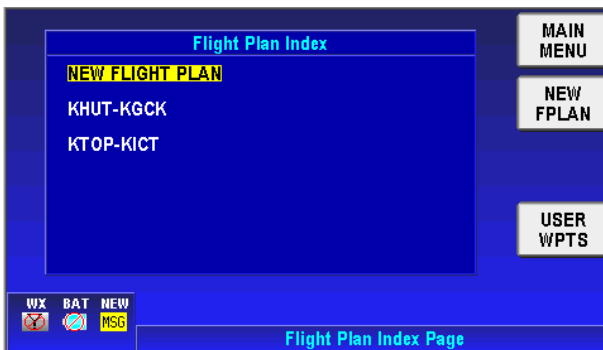 Flight Plan Index
NEW FLIGHT PLAN
KHUT-KGCK
KTOP-KICT
MAIN
MENU
NEW
FPLAN
USER
WPTS
WX BAT NEW
MSG
Flight Plan Index Page